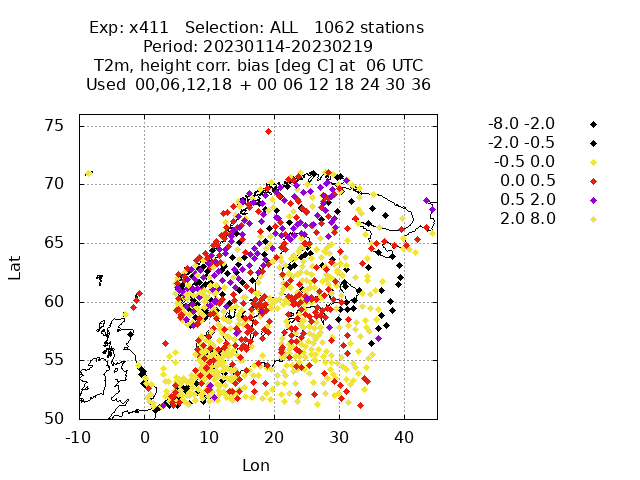 Exp: x411   Selection: ALL   1062 stations
Period: 20230114-20230219
T2m, height corr. bias [deg C] at  06 UTC
Used  00,06,12,18  + 00 06 12 18 24 30 36
-8.0 -2.0
-2.0 -0.5
-0.5 0.0
0.0 0.5
0.5 2.0
2.0 8.0
75
70
65
60
55
50
Lat
-10 0 10 20 30 40
Lon